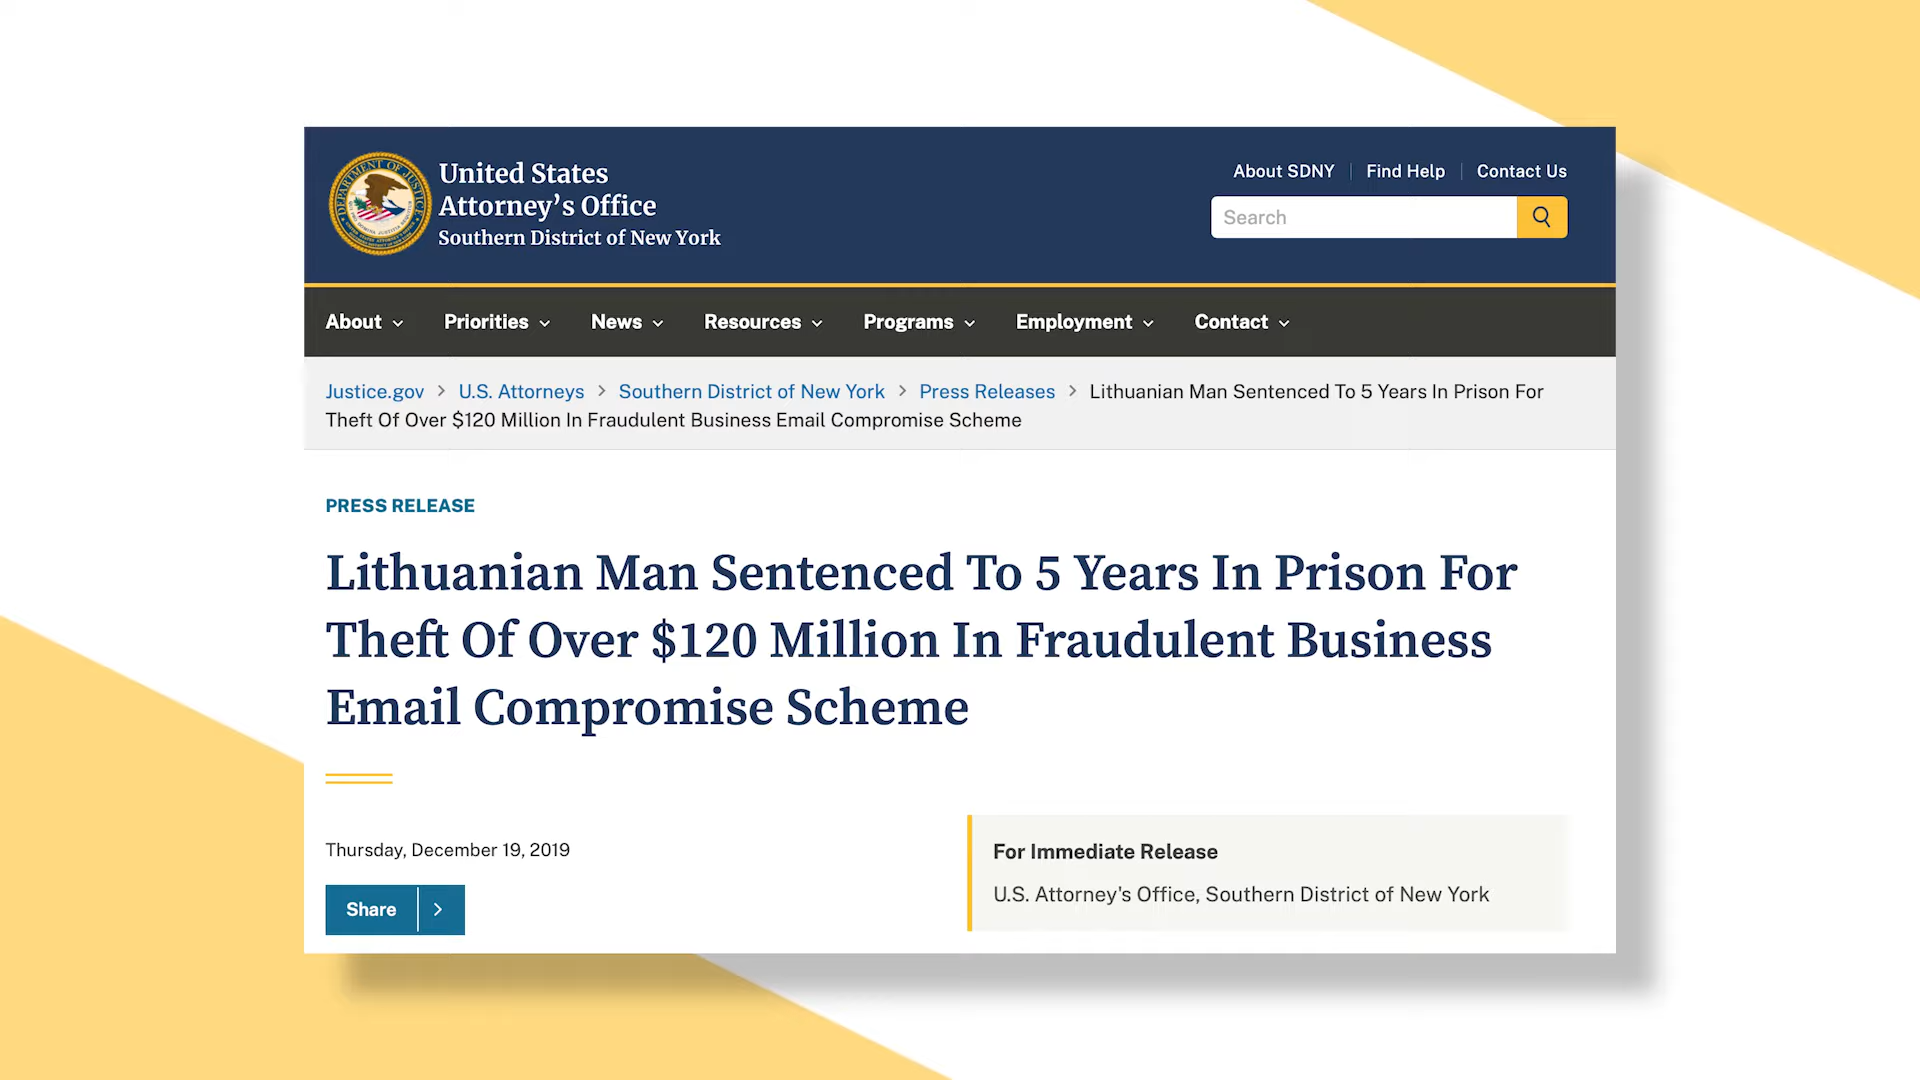 United States
Attorney's Office
Southern District of New York
About SDNY
Find Help
Contact Us
Search
About
Priorities
News
Resources
Programs
Employment
Contact
Justice.gov > U.S. Attorneys > Southern District of New York > Press Releases > Lithuanian Man Sentenced To 5 Years In Prison For
Theft Of Over $120 Million In Fraudulent Business Email Compromise Scheme
PRESS RELEASE
Lithuanian Man Sentenced To 5 Years In Prison For
Theft Of Over $120 Million In Fraudulent Business
Email Compromise Scheme
Thursday, December 19, 2019
Share
For Immediate Release
U.S. Attorney's Office, Southern District of New York